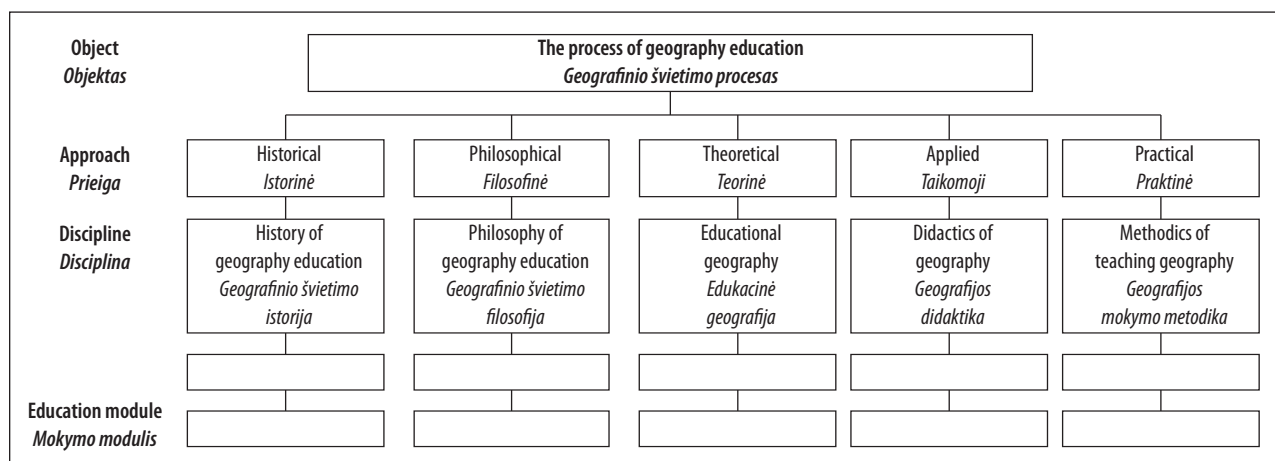 Object
Objektas
The process of geography education
Geografinio švietimo procesas
Approach
Prieiga
Historical
Istorinė
Philosophical
Filosofinė
Theoretical
Teorinė
Applied
Taikomoji
Practical
Praktinė
Discipline
Disciplina
History of
geography education
Geografinio švietimo
istorija
Philosophy of
geography education
Geografinio švietimo
filosofija
Educational
geography
Edukacinė
geografija
Didactics of
geography
Geografijos
didaktika
Methodics of
teaching geography
Geografijos
mokymo metodika
Education module
Mokymo modulis